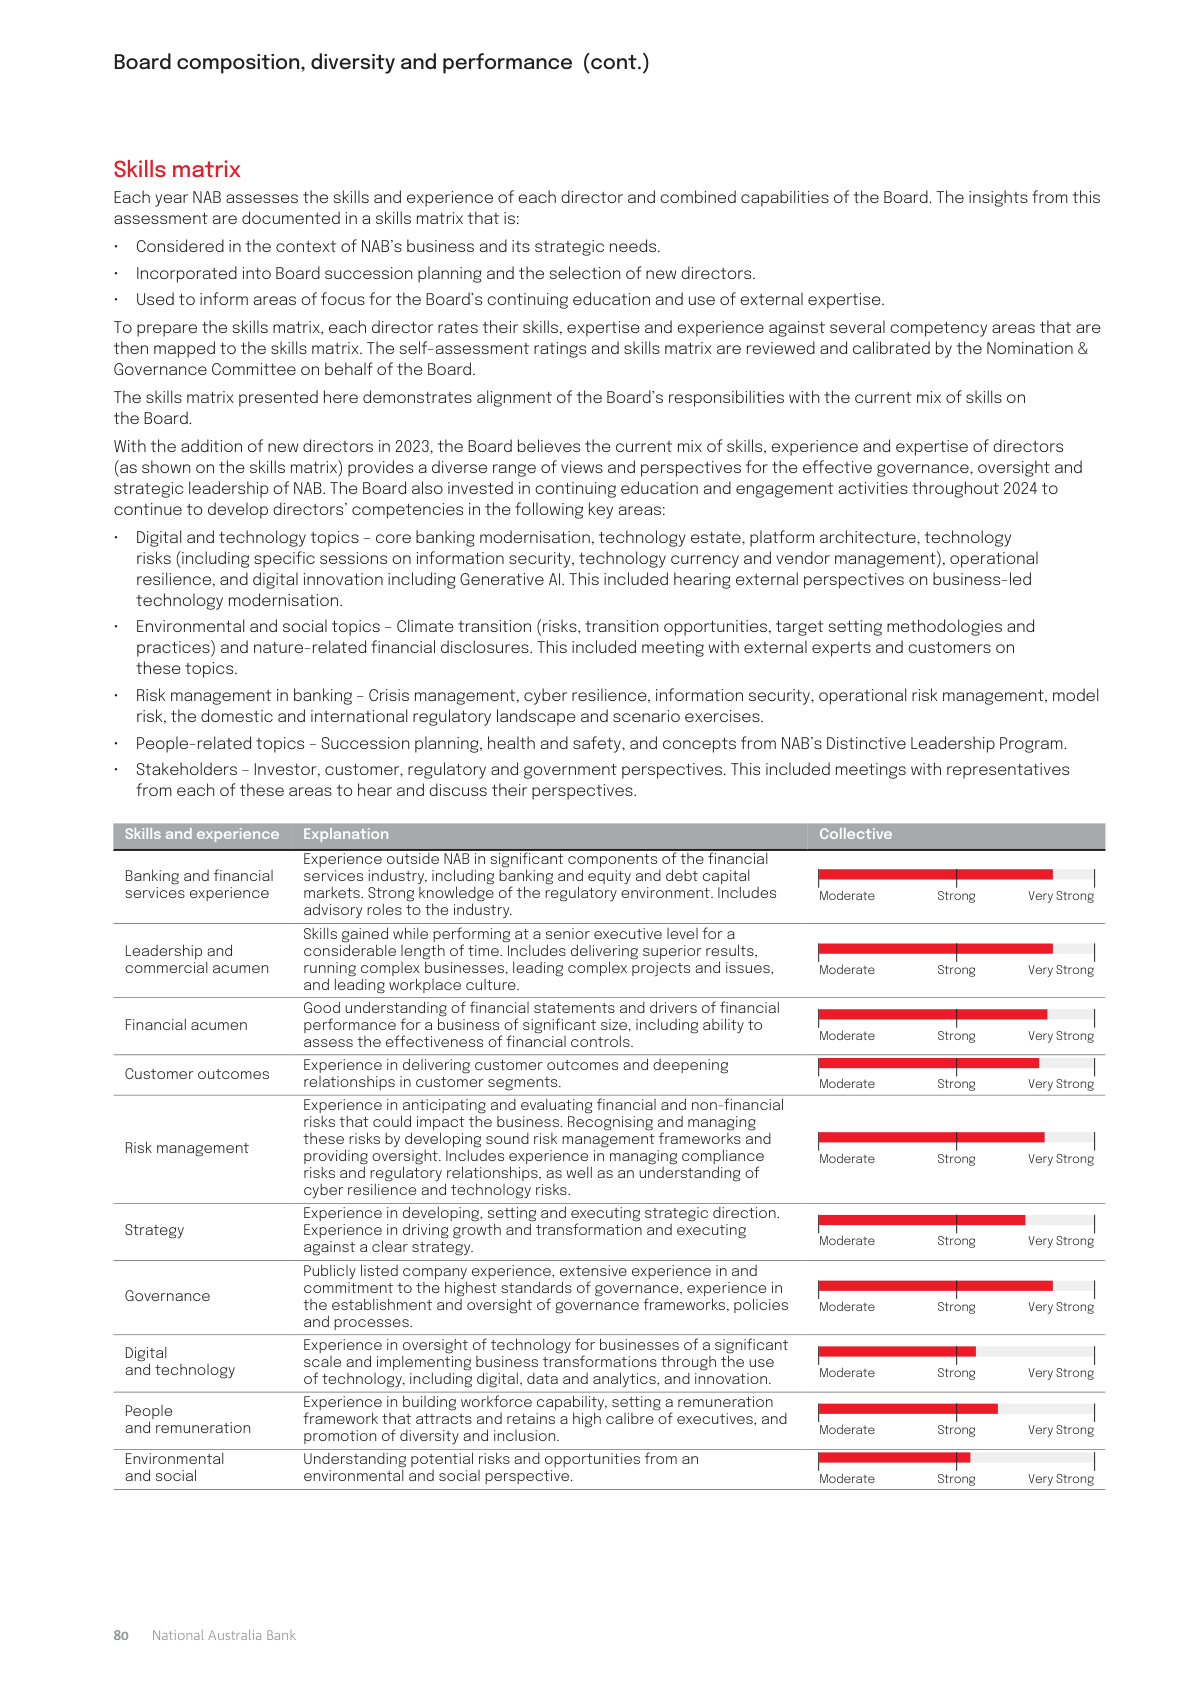 Board composition, diversity and performance (cont.)
Skills matrix
Each year NAB assesses the skills and experience of each director and combined capabilities of the Board. The insights from this
assessment are documented in a skills matrix that is:
• Considered in the context of NAB's business and its strategic needs.
• Incorporated into Board succession planning and the selection of new directors.
• Used to inform areas of focus for the Board's continuing education and use of external expertise.
To prepare the skills matrix, each director rates their skills, expertise and experience against several competency areas that are
then mapped to the skills matrix. The self-assessment ratings and skills matrix are reviewed and calibrated by the Nomination &
Governance Committee on behalf of the Board.
The skills matrix presented here demonstrates alignment of the Board's responsibilities with the current mix of skills on
the Board.
With the addition of new directors in 2023, the Board believes the current mix of skills, experience and expertise of directors
(as shown on the skills matrix) provides a diverse range of views and perspectives for the effective governance, oversight and
strategic leadership of NAB. The Board also invested in continuing education and engagement activities throughout 2024 to
continue to develop directors' competencies in the following key areas:
• Digital and technology topics – core banking modernisation, technology estate, platform architecture, technology
risks (including specific sessions on information security, technology currency and vendor management), operational
resilience, and digital innovation including Generative AI. This included hearing external perspectives on business-led
technology modernisation.
• Environmental and social topics – Climate transition (risks, transition opportunities, target setting methodologies and
practices) and nature-related financial disclosures. This included meeting with external experts and customers on
these topics.
• Risk management in banking – Crisis management, cyber resilience, information security, operational risk management, model
risk, the domestic and international regulatory landscape and scenario exercises.
• People-related topics – Succession planning, health and safety, and concepts from NAB's Distinctive Leadership Program.
• Stakeholders – Investor, customer, regulatory and government perspectives. This included meetings with representatives
from each of these areas to hear and discuss their perspectives.
Skills and experience Explanation Collective
Banking and financial
services experience
Experience outside NAB in significant components of the financial
services industry, including banking and equity and debt capital
markets. Strong knowledge of the regulatory environment. Includes
advisory roles to the industry.
Moderate Strong Very Strong
Leadership and
commercial acumen
Skills gained while performing at a senior executive level for a
considerable length of time. Includes delivering superior results,
running complex businesses, leading complex projects and issues,
and leading workplace culture.
Moderate Strong Very Strong
Financial acumen
Good understanding of financial statements and drivers of financial
performance for a business of significant size, including ability to
assess the effectiveness of financial controls.
Moderate Strong Very Strong
Customer outcomes
Experience in delivering customer outcomes and deepening
relationships in customer segments.
Moderate Strong Very Strong
Risk management
Experience in anticipating and evaluating financial and non-financial
risks that could impact the business. Recognising and managing
these risks by developing sound risk management frameworks and
providing oversight. Includes experience in managing compliance
risks and regulatory relationships, as well as an understanding of
cyber resilience and technology risks.
Moderate Strong Very Strong
Strategy
Experience in developing, setting and executing strategic direction.
Experience in driving growth and transformation and executing
against a clear strategy.
Moderate Strong Very Strong
Governance
Publicly listed company experience, extensive experience in and
commitment to the highest standards of governance, experience in
the establishment and oversight of governance frameworks, policies
and processes.
Moderate Strong Very Strong
Digital
and technology
Experience in oversight of technology for businesses of a significant
scale and implementing business transformations through the use
of technology, including digital, data and analytics, and innovation.
Moderate Strong Very Strong
People
and remuneration
Experience in building workforce capability, setting a remuneration
framework that attracts and retains a high calibre of executives, and
promotion of diversity and inclusion.
Moderate Strong Very Strong
Environmental
and social
Understanding potential risks and opportunities from an
environmental and social perspective.
Moderate Strong Very Strong
80 National Australia Bank